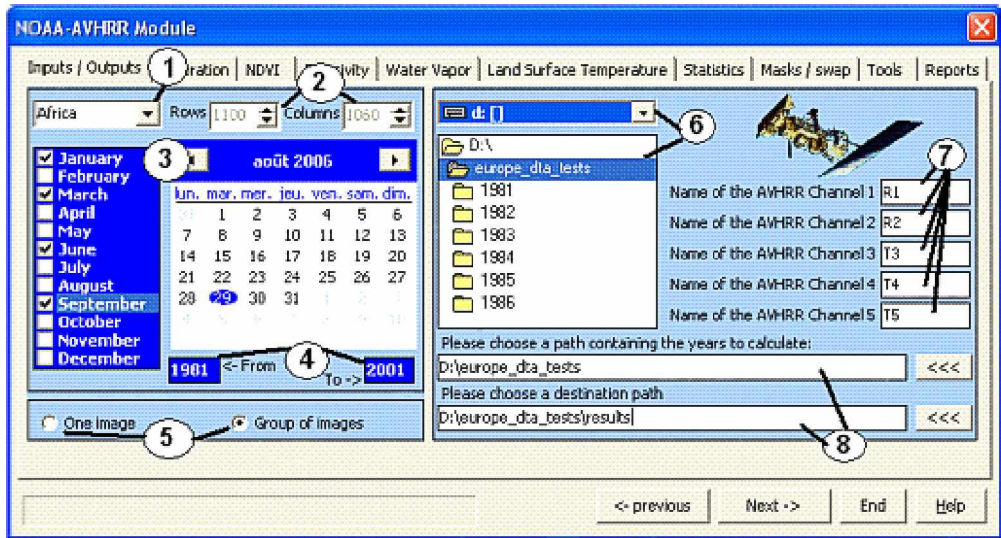 NOAA-AVHRR Module
Inputs / Outputs
NDVI
Water Vapor
Land Surface Temperature
Statistics
Masks / swap
Tools
Reports
1
2
Africa
Rows 1100
Columns 1060
3
January
February
March
April
May
June
July
August
September
October
November
December
août 2006
lun. mar. mer. jeu. ven. sam. dim.
31 1 2 3 4 5 6
7 8 9 10 11 12 13
14 15 16 17 18 19 20
21 22 23 24 25 26 27
28 29 30 31 1 2 3
4 5 6 7 8 9 10
1981 <- From
4
To -> 2001
One image
5
Group of images
d: []
6
D:\
europe_dta_tests
1981
1982
1983
1984
1985
1986
7
Name of the AVHRR Channel 1 R1
Name of the AVHRR Channel 2 R2
Name of the AVHRR Channel 3 T3
Name of the AVHRR Channel 4 T4
Name of the AVHRR Channel 5 T5
Please choose a path containing the years to calculate:
D:\europe_dta_tests
<<<
Please choose a destination path
D:\europe_dta_tests\results
<<<
8
<- previous
Next ->
End
Help